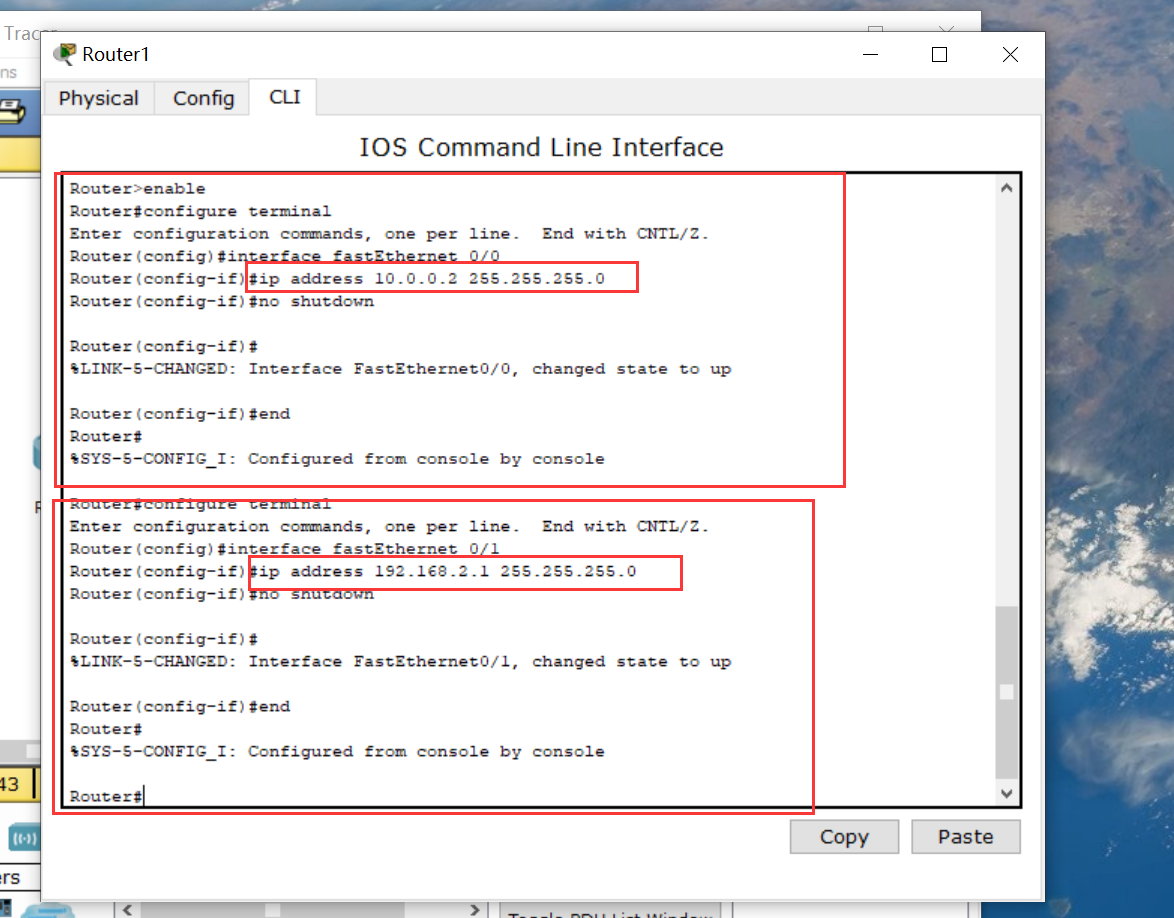 Router1
Physical Config CLI
IOS Command Line Interface
Router>enable
Router#configure terminal
Enter configuration commands, one per line.  End with CNTL/Z.
Router(config)#interface fastEthernet 0/0
Router(config-if)#ip address 10.0.0.2 255.255.255.0
Router(config-if)#no shutdown
Router(config-if)#
%LINK-5-CHANGED: Interface FastEthernet0/0, changed state to up
Router(config-if)#end
Router#
%SYS-5-CONFIG_I: Configured from console by console
Router#configure terminal
Enter configuration commands, one per line.  End with CNTL/Z.
Router(config)#interface fastEthernet 0/1
Router(config-if)#ip address 192.168.2.1 255.255.255.0
Router(config-if)#no shutdown
Router(config-if)#
%LINK-5-CHANGED: Interface FastEthernet0/1, changed state to up
Router(config-if)#end
Router#
%SYS-5-CONFIG_I: Configured from console by console
Router#
Copy Paste
43
Toggle PDU List Window